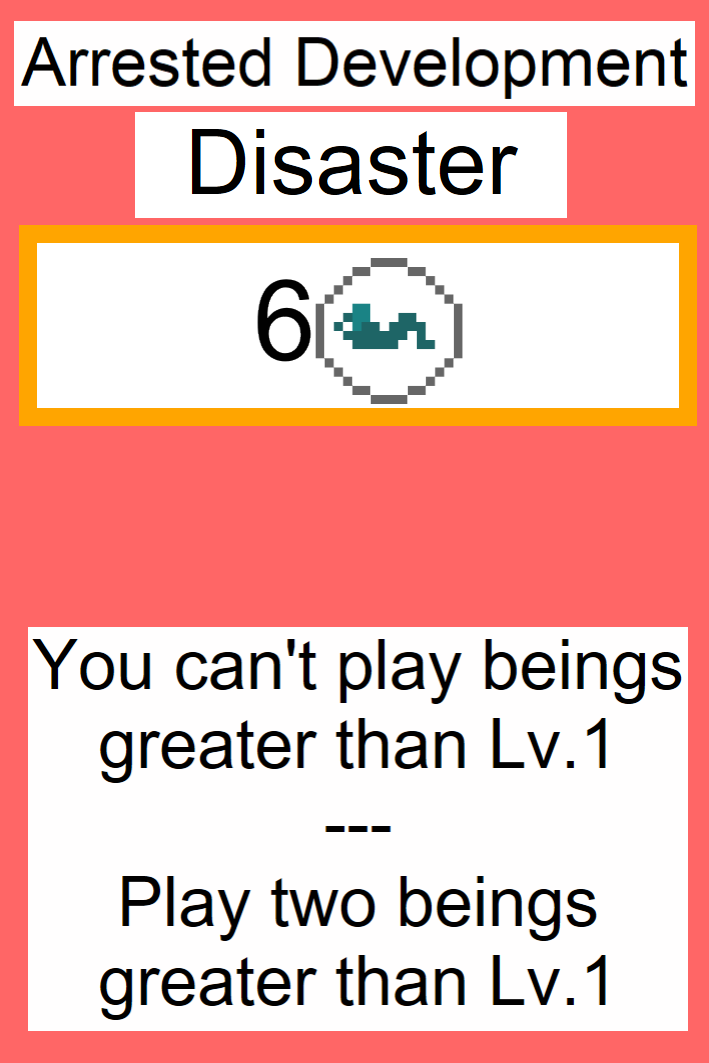 Arrested Development
Disaster
6
You can't play beings
greater than Lv.1
---
Play two beings
greater than Lv.1